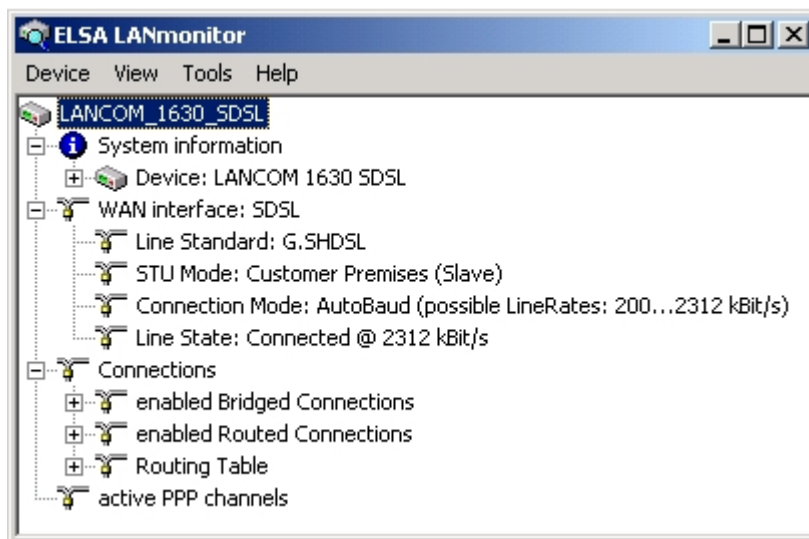 ELSA LANmonitor
Device View Tools Help
LANCOM_1630_SDSL
System information
Device: LANCOM 1630 SDSL
WAN interface: SDSL
Line Standard: G.SHDSL
STU Mode: Customer Premises (Slave)
Connection Mode: AutoBaud (possible LineRates: 200...2312 kBit/s)
Line State: Connected @ 2312 kBit/s
Connections
enabled Bridged Connections
enabled Routed Connections
Routing Table
active PPP channels